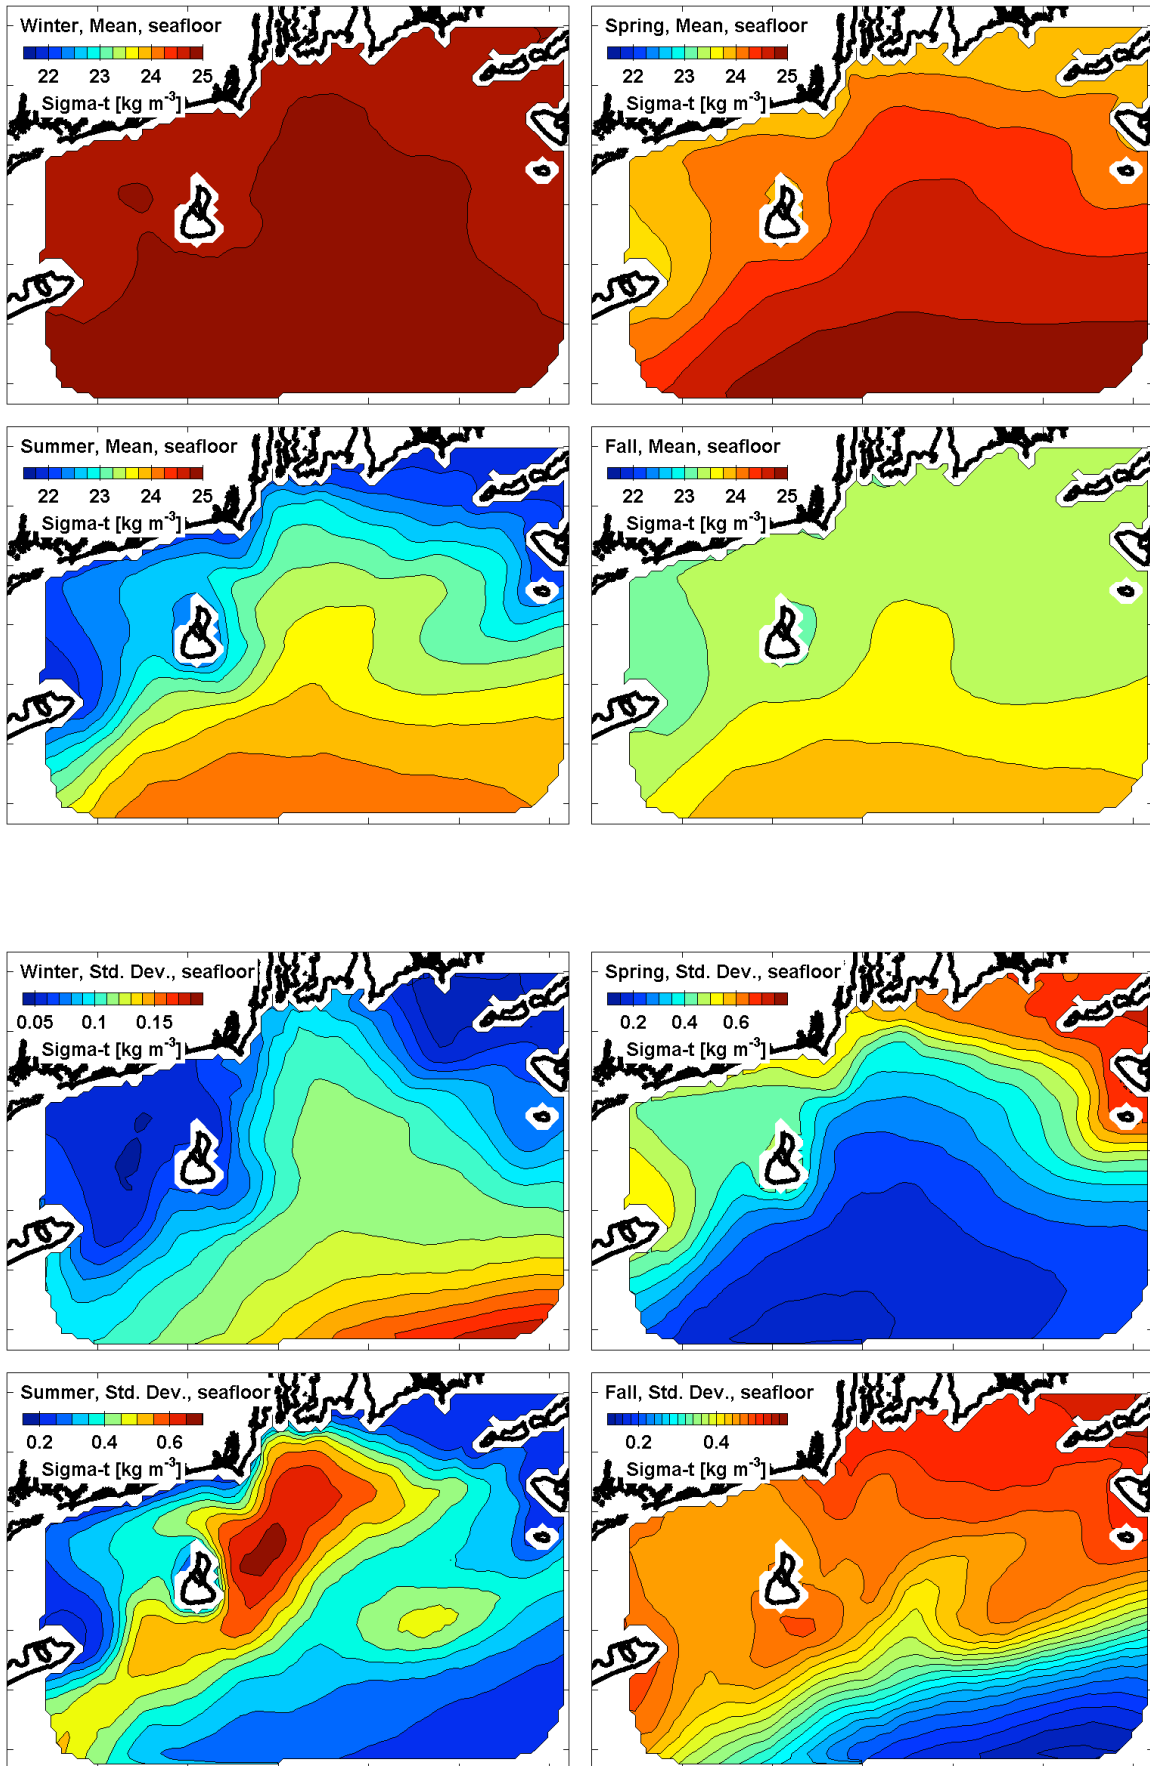 Winter, Mean, seafloor
22 23 24 25
Sigma-t [kg m-3]
Spring, Mean, seafloor
22 23 24 25
Sigma-t [kg m-3]
Summer, Mean, seafloor
22 23 24 25
Sigma-t [kg m-3]
Fall, Mean, seafloor
22 23 24 25
Sigma-t [kg m-3]
Winter, Std. Dev., seafloor
0.05 0.1 0.15
Sigma-t [kg m-3]
Spring, Std. Dev., seafloor
0.2 0.4 0.6
Sigma-t [kg m-3]
Summer, Std. Dev., seafloor
0.2 0.4 0.6
Sigma-t [kg m-3]
Fall, Std. Dev., seafloor
0.2 0.4
Sigma-t [kg m-3]